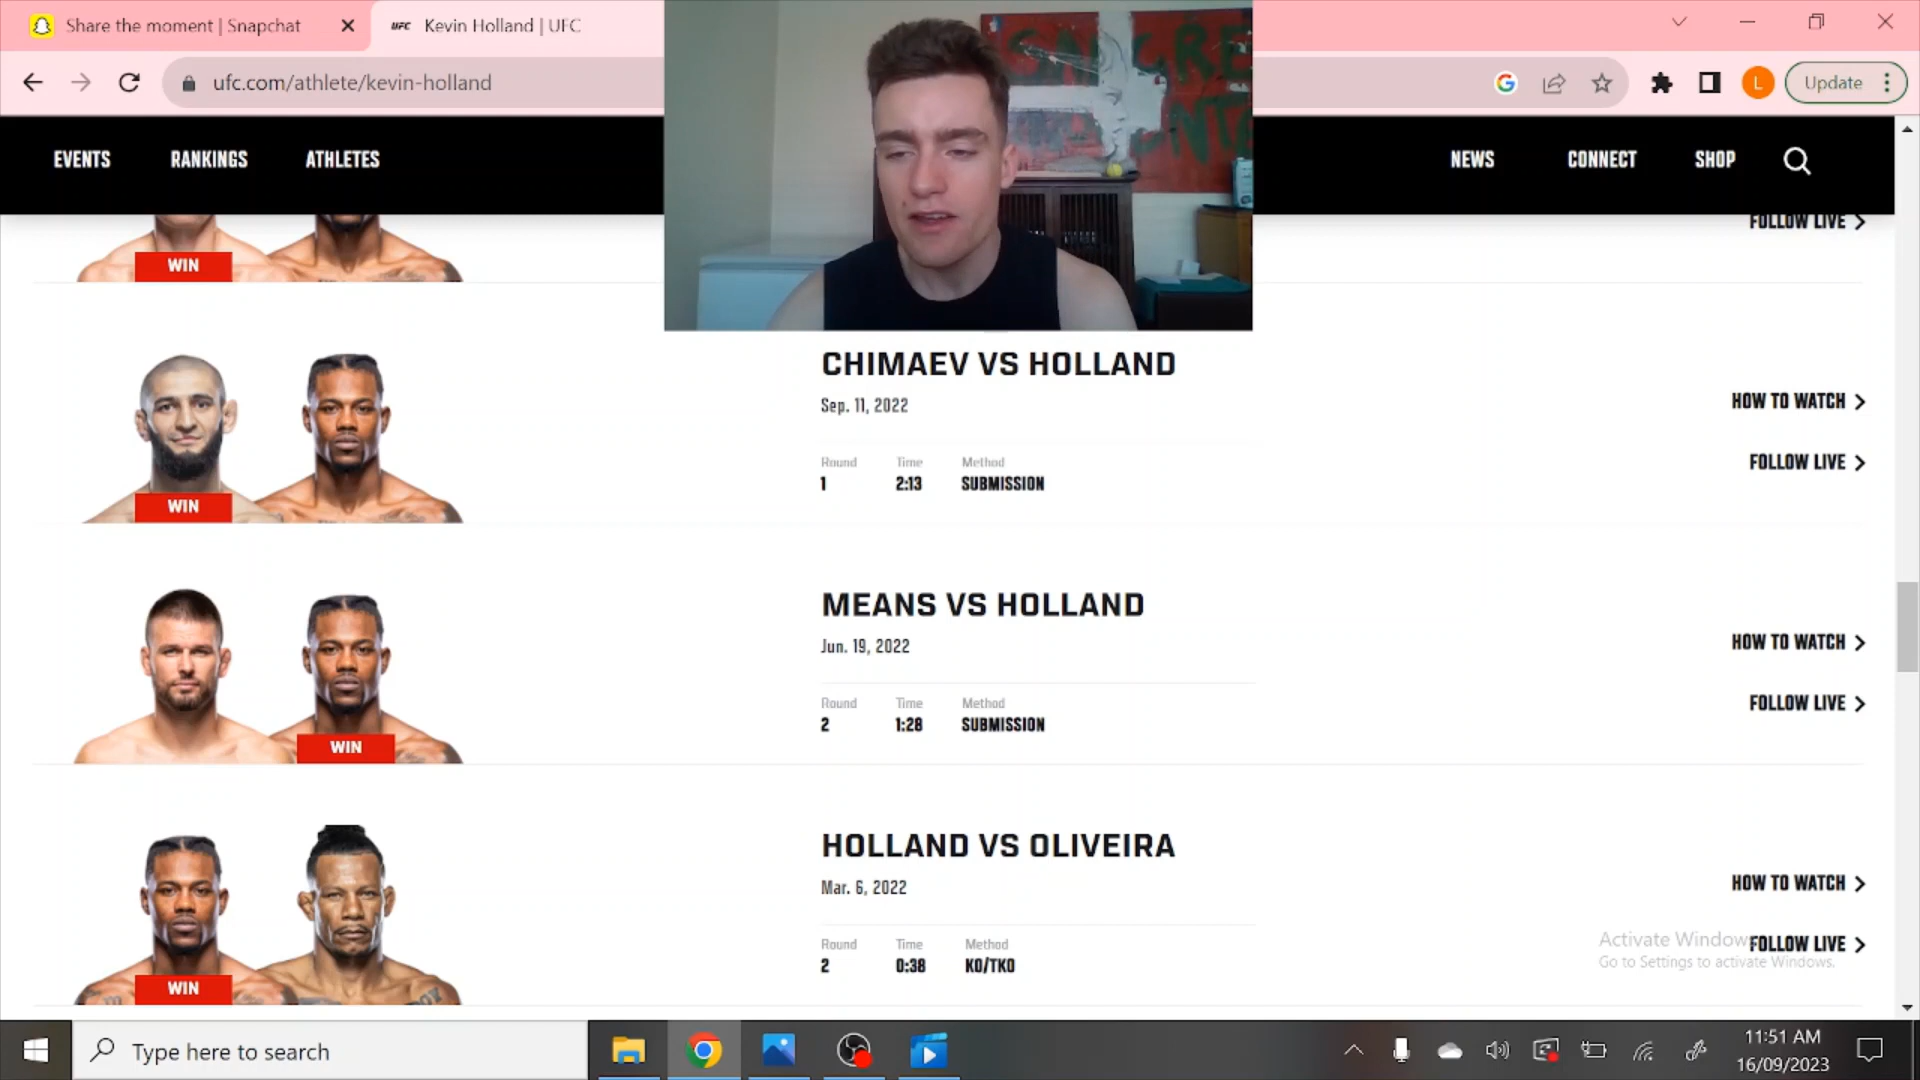 Share the moment | Snapchat
UFC Kevin Holland | UFC
ufc.com/athlete/kevin-holland
L
Update
EVENTS RANKINGS ATHLETES
NEWS CONNECT SHOP
FOLLOW LIVE
WIN
CHIMAEV VS HOLLAND
Sep. 11, 2022
HOW TO WATCH
Round Time Method
1 2:13 SUBMISSION
FOLLOW LIVE
WIN
MEANS VS HOLLAND
Jun. 19, 2022
HOW TO WATCH
Round Time Method
2 1:28 SUBMISSION
FOLLOW LIVE
WIN
HOLLAND VS OLIVEIRA
Mar. 6, 2022
HOW TO WATCH
Round Time Method
2 0:38 KO/TKO
FOLLOW LIVE
WIN
Activate Windows
Go to Settings to activate Windows.
Type here to search
11:51 AM
16/09/2023